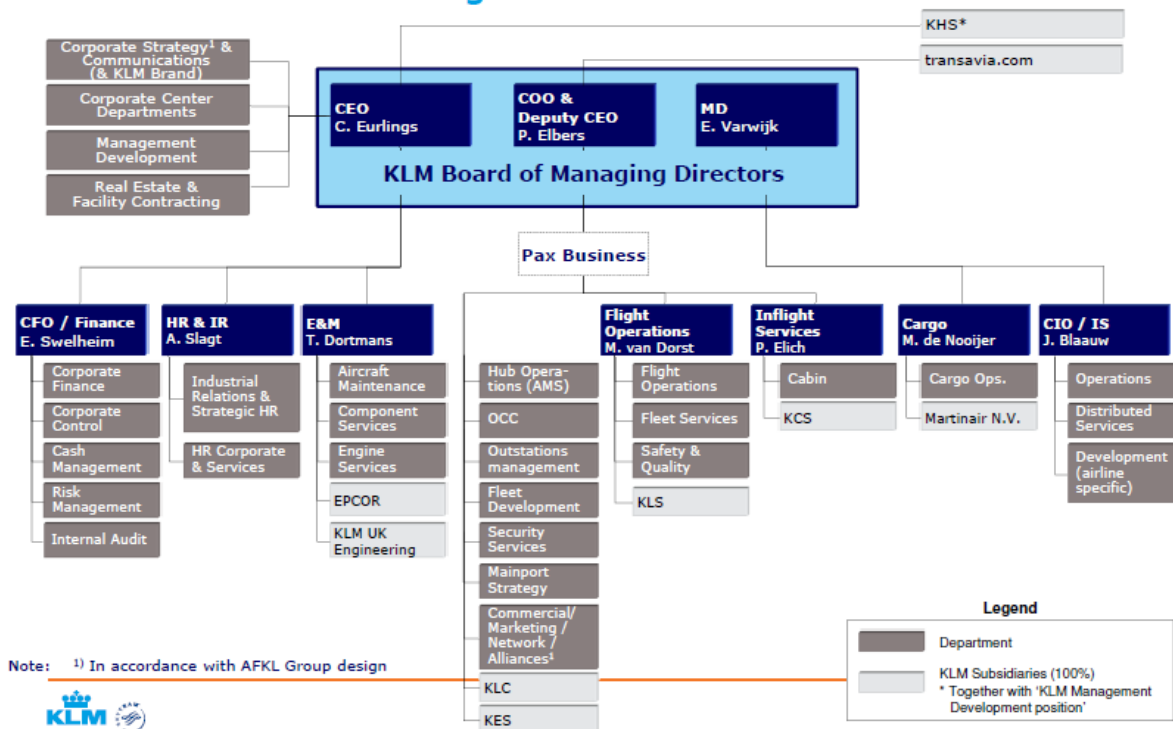 KHS*
transavia.com
Corporate Strategy¹ &
Communications
(& KLM Brand)
Corporate Center
Departments
Management
Development
Real Estate &
Facility Contracting
CEO
C. Eurlings
COO &
Deputy CEO
P. Elbers
MD
E. Varwijk
KLM Board of Managing Directors
Pax Business
CFO / Finance
E. Swelheim
Corporate
Finance
Corporate
Control
Cash
Management
Risk
Management
Internal Audit
HR & IR
A. Slagt
Industrial
Relations &
Strategic HR
HR Corporate
& Services
E&M
T. Dortmans
Aircraft
Maintenance
Component
Services
Engine
Services
EPCOR
KLM UK
Engineering
Hub Opera-
tions (AMS)
OCC
Outstations
management
Fleet
Development
Security
Services
Mainport
Strategy
Commercial/
Marketing /
Network /
Alliances¹
KLC
KES
Flight
Operations
M. van Dorst
Flight
Operations
Fleet Services
Safety &
Quality
KLS
Inflight
Services
P. Elich
Cabin
KCS
Cargo
M. de Nooijer
Cargo Ops.
Martinair N.V.
CIO / IS
J. Blaauw
Operations
Distributed
Services
Development
(airline
specific)
Legend
Department
KLM Subsidiaries (100%)
* Together with ‘KLM Management
Development position’
Note: ¹⁾ In accordance with AFKL Group design
KLM